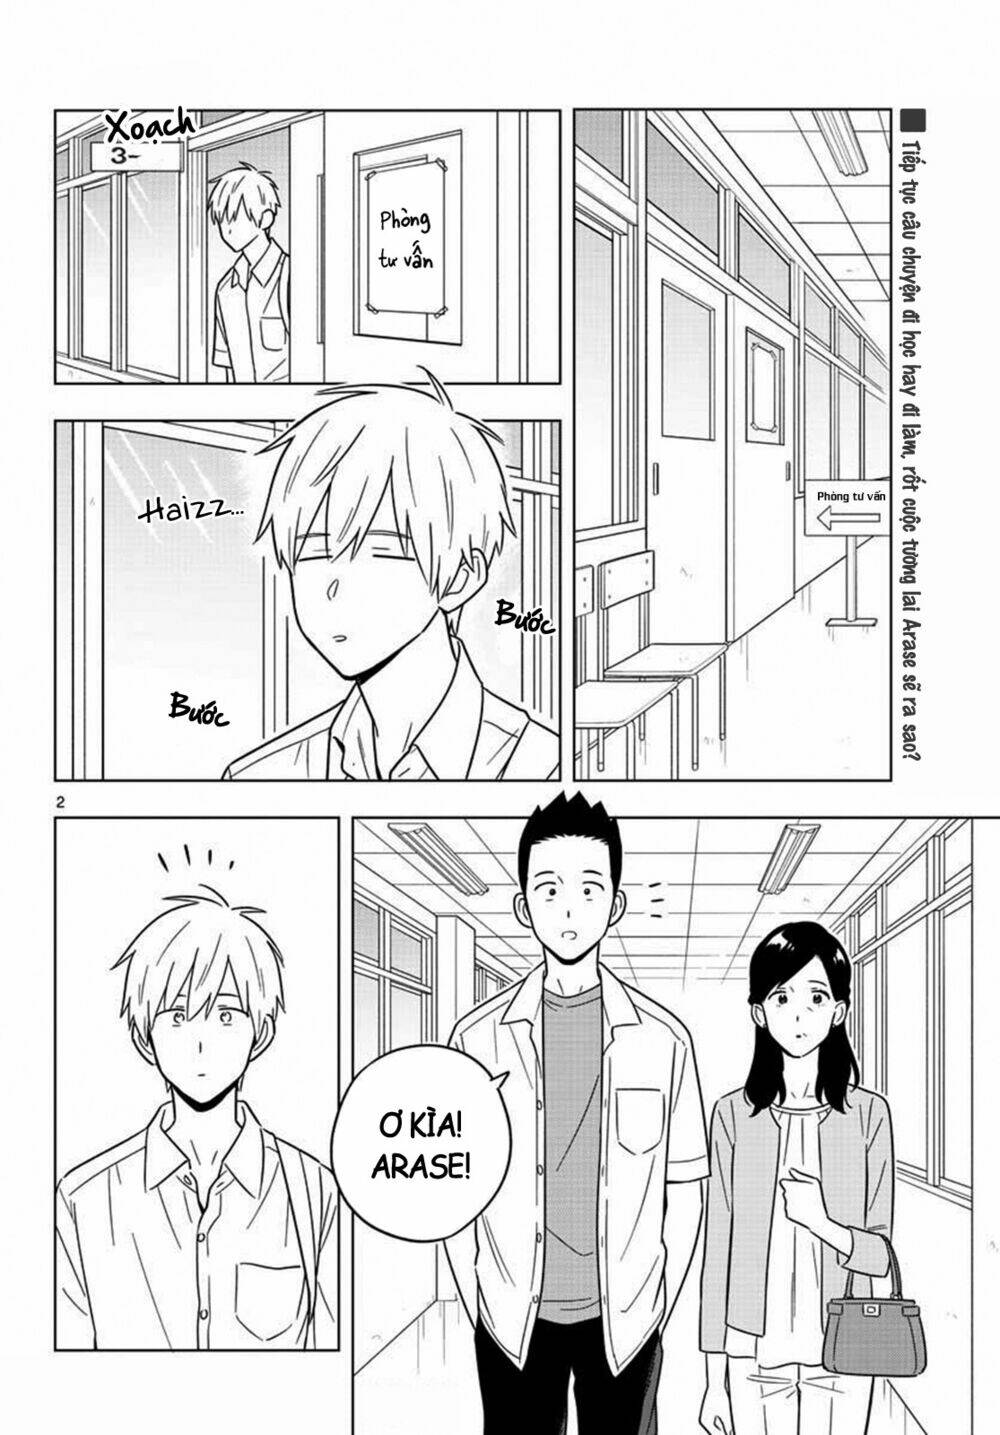 Tiếp tục câu chuyện đi học hay đi làm, rốt cuộc tương lai Arase sẽ ra sao?
Phòng tư vấn
Xoạch
3-
Phòng
tư vấn
Haizz...
Bước
Bước
2
Ơ KÌA!
ARASE!